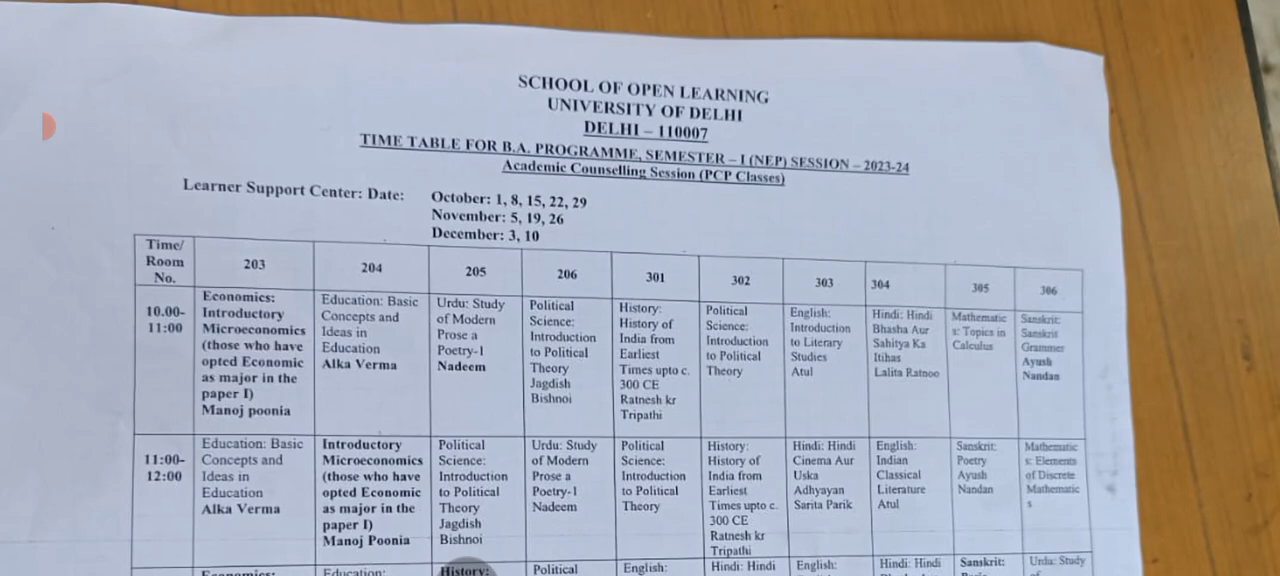 SCHOOL OF OPEN LEARNING
UNIVERSITY OF DELHI
DELHI – 110007
TIME TABLE FOR B.A. PROGRAMME, SEMESTER – I (NEP) SESSION – 2023-24
Academic Counselling Session (PCP Classes)
Learner Support Center: Date: October: 1, 8, 15, 22, 29
November: 5, 19, 26
December: 3, 10
Time/
Room
No.
203
204
205
206
301
302
303
304
305
306
10.00-
11:00
Economics:
Introductory
Microeconomics
(those who have
opted Economic
as major in the
paper I)
Manoj poonia
Education: Basic
Concepts and
Ideas in
Education
Alka Verma
Urdu: Study
of Modern
Prose a
Poetry-I
Nadeem
Political
Science:
Introduction
to Political
Theory
Jagdish
Bishnoi
History:
History of
India from
Earliest
Times upto c.
300 CE
Ratnesh kr
Tripathi
Political
Science:
Introduction
to Political
Theory
English:
Introduction
to Literary
Studies
Atul
Hindi: Hindi
Bhasha Aur
Sahitya Ka
Itihas
Lalita Ratnoo
Mathematic
s: Topics in
Calculus
Sanskrit:
Sanskrit
Grammer
Ayush
Nandan
11:00-
12:00
Education: Basic
Concepts and
Ideas in
Education
Alka Verma
Introductory
Microeconomics
(those who have
opted Economic
as major in the
paper I)
Manoj Poonia
Political
Science:
Introduction
to Political
Theory
Jagdish
Bishnoi
Urdu: Study
of Modern
Prose a
Poetry-I
Nadeem
Political
Science:
Introduction
to Political
Theory
History:
History of
India from
Earliest
Times upto c.
300 CE
Ratnesh kr
Tripathi
Hindi: Hindi
Cinema Aur
Uska
Adhyayan
Sarita Parik
English:
Indian
Classical
Literature
Atul
Sanskrit:
Poetry
Ayush
Nandan
Mathematic
s: Elements
of Discrete
Mathematic
s
Economics:
Education:
History:
Political
English:
Hindi: Hindi
English:
Hindi: Hindi
Sanskrit:
Urdu: Study
of